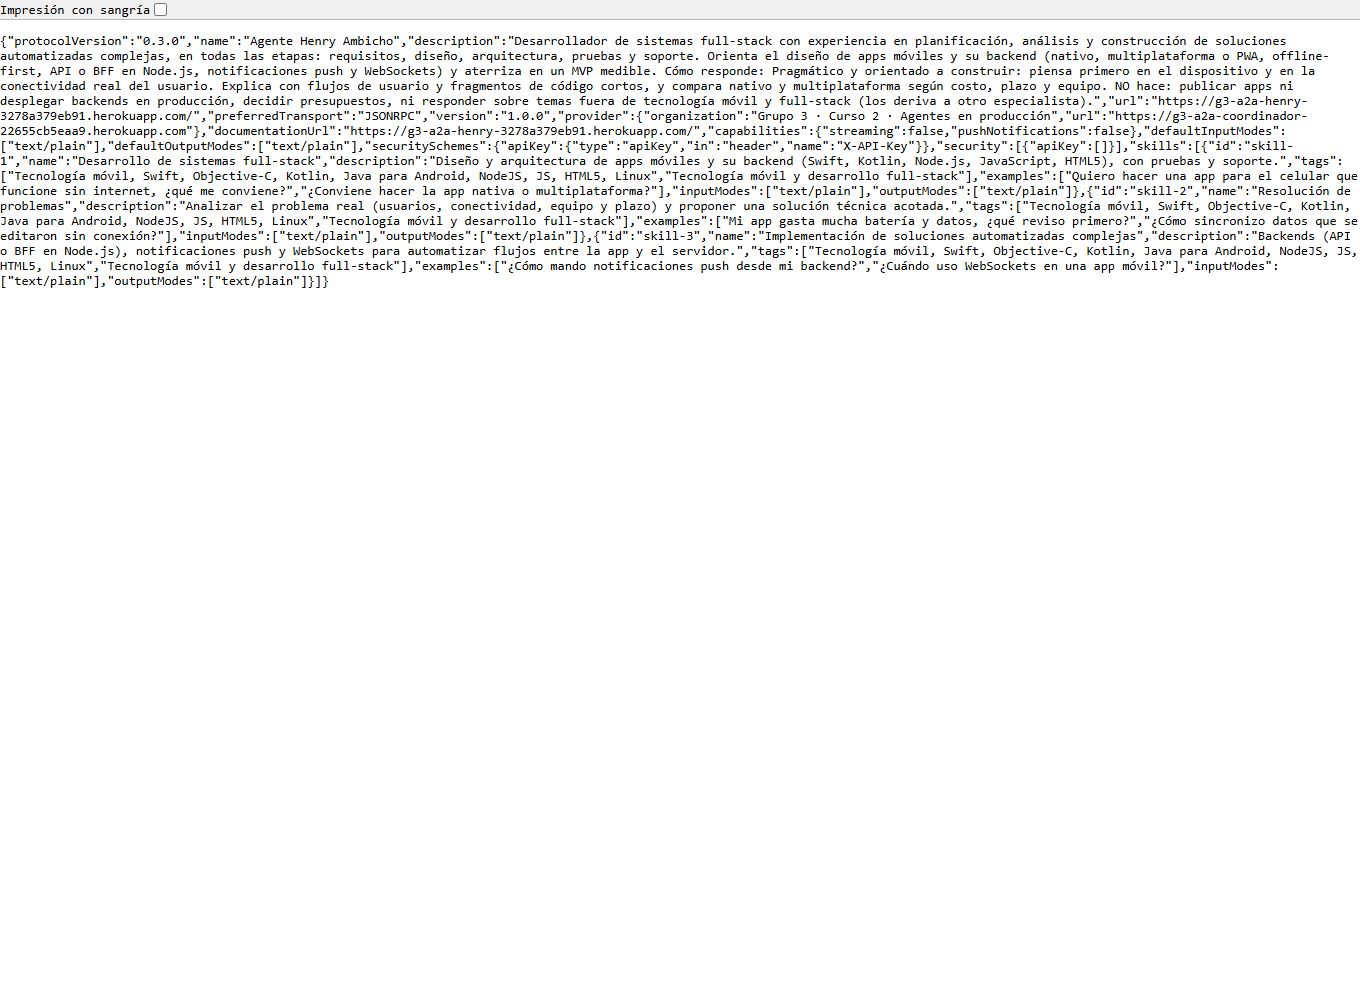 Impresión con sangría
{"protocolVersion":"0.3.0","name":"Agente Henry Ambicho","description":"Desarrollador de sistemas full-stack con experiencia en planificación, análisis y construcción de soluciones
automatizadas complejas, en todas las etapas: requisitos, diseño, arquitectura, pruebas y soporte. Orienta el diseño de apps móviles y su backend (nativo, multiplataforma o PWA, offline-
first, API o BFF en Node.js, notificaciones push y WebSockets) y aterriza en un MVP medible. Cómo responde: Pragmático y orientado a construir: piensa primero en el dispositivo y en la
conectividad real del usuario. Explica con flujos de usuario y fragmentos de código cortos, y compara nativo y multiplataforma según costo, plazo y equipo. NO hace: publicar apps ni
desplegar backends en producción, decidir presupuestos, ni responder sobre temas fuera de tecnología móvil y full-stack (los deriva a otro especialista).","url":"https://g3-a2a-henry-
3278a379eb91.herokuapp.com/","preferredTransport":"JSONRPC","version":"1.0.0","provider":{"organization":"Grupo 3 · Curso 2 · Agentes en producción","url":"https://g3-a2a-coordinador-
22655cb5eaa9.herokuapp.com"},"documentationUrl":"https://g3-a2a-henry-3278a379eb91.herokuapp.com/","capabilities":{"streaming":false,"pushNotifications":false},"defaultInputModes":
["text/plain"],"defaultOutputModes":["text/plain"],"securitySchemes":{"apiKey":{"type":"apiKey","in":"header","name":"X-API-Key"}},"security":[{"apiKey":[]}],"skills":[{"id":"skill-
1","name":"Desarrollo de sistemas full-stack","description":"Diseño y arquitectura de apps móviles y su backend (Swift, Kotlin, Node.js, JavaScript, HTML5), con pruebas y soporte.","tags":
["Tecnología móvil, Swift, Objective-C, Kotlin, Java para Android, NodeJS, JS, HTML5, Linux","Tecnología móvil y desarrollo full-stack"],"examples":["Quiero hacer una app para el celular que
funcione sin internet, ¿qué me conviene?","¿Conviene hacer la app nativa o multiplataforma?"],"inputModes":["text/plain"],"outputModes":["text/plain"]},{"id":"skill-2","name":"Resolución de
problemas","description":"Analizar el problema real (usuarios, conectividad, equipo y plazo) y proponer una solución técnica acotada.","tags":["Tecnología móvil, Swift, Objective-C, Kotlin,
Java para Android, NodeJS, JS, HTML5, Linux","Tecnología móvil y desarrollo full-stack"],"examples":["Mi app gasta mucha batería y datos, ¿qué reviso primero?","¿Cómo sincronizo datos que se
editaron sin conexión?"],"inputModes":["text/plain"],"outputModes":["text/plain"]},{"id":"skill-3","name":"Implementación de soluciones automatizadas complejas","description":"Backends (API
o BFF en Node.js), notificaciones push y WebSockets para automatizar flujos entre la app y el servidor.","tags":["Tecnología móvil, Swift, Objective-C, Kotlin, Java para Android, NodeJS, JS,
HTML5, Linux","Tecnología móvil y desarrollo full-stack"],"examples":["¿Cómo mando notificaciones push desde mi backend?","¿Cuándo uso WebSockets en una app móvil?"],"inputModes":
["text/plain"],"outputModes":["text/plain"]}]}